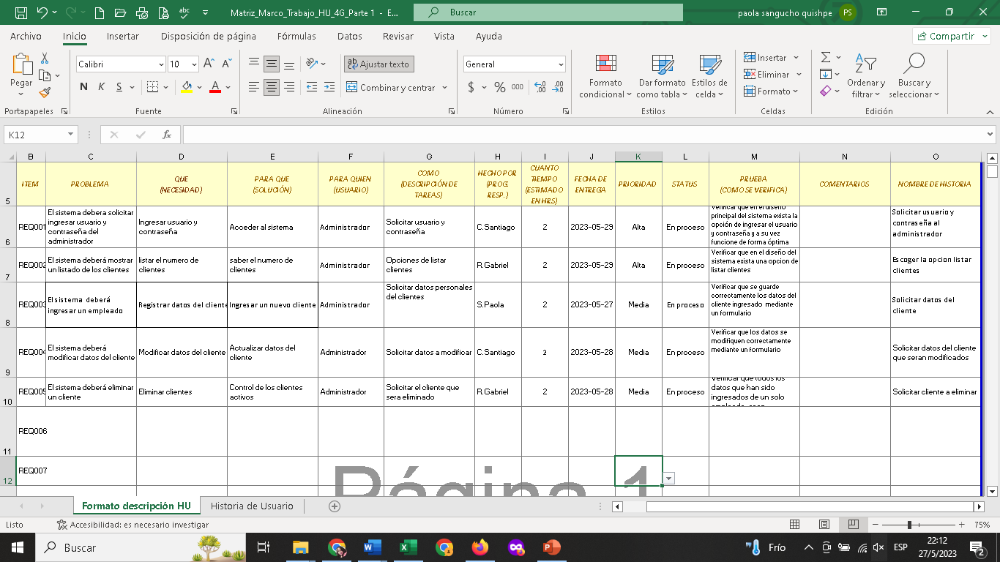 Matriz_Marco_Trabajo_HU_4G_Parte 1 - E...
Buscar
paola sangucho quishpe
PS
Archivo
Inicio
Insertar
Disposición de página
Fórmulas
Datos
Revisar
Vista
Ayuda
Compartir
Pegar
Calibri
10
N K S
Ajustar texto
Combinar y centrar
General
$ % 000
Formato condicional
Dar formato como tabla
Estilos de celda
Insertar
Eliminar
Formato
Ordenar y filtrar
Buscar y seleccionar
Portapapeles
Fuente
Alineación
Número
Estilos
Celdas
Edición
K12
fx
B C D E F G H I J K L M N O
5
ITEM
PROBLEMA
QUE
(NECESIDAD)
PARA QUE
(SOLUCIÓN)
PARA QUIEN
(USUARIO)
COMO
(DESCRIPCIÓN DE
TAREAS)
HECHO POR
(PROG.
RESP.)
CUANTO
TIEMPO
(ESTIMADO
EN HRS)
FECHA DE
ENTREGA
PRIORIDAD
STATUS
PRUEBA
(COMO SE VERIFICA)
COMENTARIOS
NOMBRE DE HISTORIA
6
REQ001
El sistema debera solicitar
ingresar usuario y
contraseña del
administrador
Ingresar usuario y
contraseña
Acceder al sistema
Administrador
Solicitar usuario y
contraseña
C.Santiago
2
2023-05-29
Alta
En proceso
Verificar que en el diseño
principal del sistema exista la
opción de ingresar el usuario
y contraseña y a su vez
funcione de forma óptima
Solicitar usuario y
contraseña al
administrador
7
REQ002
El sistema deberá mostrar
un listado de los clientes
listar el numero de
clientes
saber el numero de
clientes
Administrador
Opciones de listar
clientes
R.Gabriel
2
2023-05-29
Alta
En proceso
Verificar que en el diseño del
sistema exista una opcion de
listar clientes
Escoger la opcion listar
clientes
8
REQ003
El sistema deberá
ingresar un empleado
Registrar datos del cliente
Ingresar un nuevo cliente
Administrador
Solicitar datos personales
del clientes
S.Paola
2
2023-05-27
Media
En proceso
Verificar que se guarde
correctamente los datos del
cliente ingresado mediante
un formulario
Solicitar datos del
cliente
9
REQ004
El sistema deberá
modificar datos del cliente
Modificar datos del cliente
Actualizar datos del
cliente
Administrador
Solicitar datos a modificar
C.Santiago
2
2023-05-28
Media
En proceso
Verificar que los datos se
modifiquen correctamente
mediante un formulario
Solicitar datos del cliente
que seran modificados
10
REQ005
El sistema deberá eliminar
un cliente
Eliminar clientes
Control de los clientes
activos
Administrador
Solicitar el cliente que
sera eliminado
R.Gabriel
2
2023-05-28
Media
En proceso
Verificar que todos los
datos que han sido
ingresados de un solo
Solicitar cliente a eliminar
11
REQ006
12
REQ007
Página 1
Formato descripción HU
Historia de Usuario
Listo
Accesibilidad: es necesario investigar
75%
Buscar
Frío
ESP
22:12
27/5/2023
2